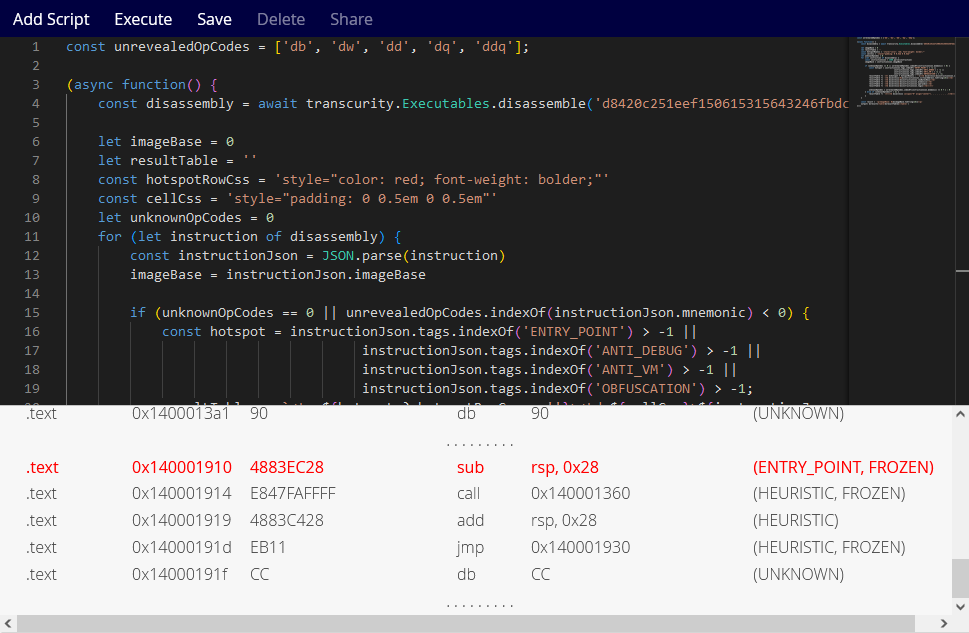 Add Script Execute Save Delete Share
1 const unrevealedOpCodes = ['db', 'dw', 'dd', 'dq', 'ddq'];
2
3 (async function() {
4 const disassembly = await transcurity.Executables.disassemble('d8420c251eef150615315643246fbdc
5
6 let imageBase = 0
7 let resultTable = ''
8 const hotspotRowCss = 'style="color: red; font-weight: bolder;"'
9 const cellCss = 'style="padding: 0 0.5em 0 0.5em"'
10 let unknownOpCodes = 0
11 for (let instruction of disassembly) {
12 const instructionJson = JSON.parse(instruction)
13 imageBase = instructionJson.imageBase
14
15 if (unknownOpCodes == 0 || unrevealedOpCodes.indexOf(instructionJson.mnemonic) < 0) {
16 const hotspot = instructionJson.tags.indexOf('ENTRY_POINT') > -1 ||
17 instructionJson.tags.indexOf('ANTI_DEBUG') > -1 ||
18 instructionJson.tags.indexOf('ANTI_VM') > -1 ||
19 instructionJson.tags.indexOf('OBFUSCATION') > -1;
.text 0x1400013a1 90 db 90 (UNKNOWN)
.........
.text 0x140001910 4883EC28 sub rsp, 0x28 (ENTRY_POINT, FROZEN)
.text 0x140001914 E847FAFFFF call 0x140001360 (HEURISTIC, FROZEN)
.text 0x140001919 4883C428 add rsp, 0x28 (HEURISTIC)
.text 0x14000191d EB11 jmp 0x140001930 (HEURISTIC, FROZEN)
.text 0x14000191f CC db CC (UNKNOWN)
.........